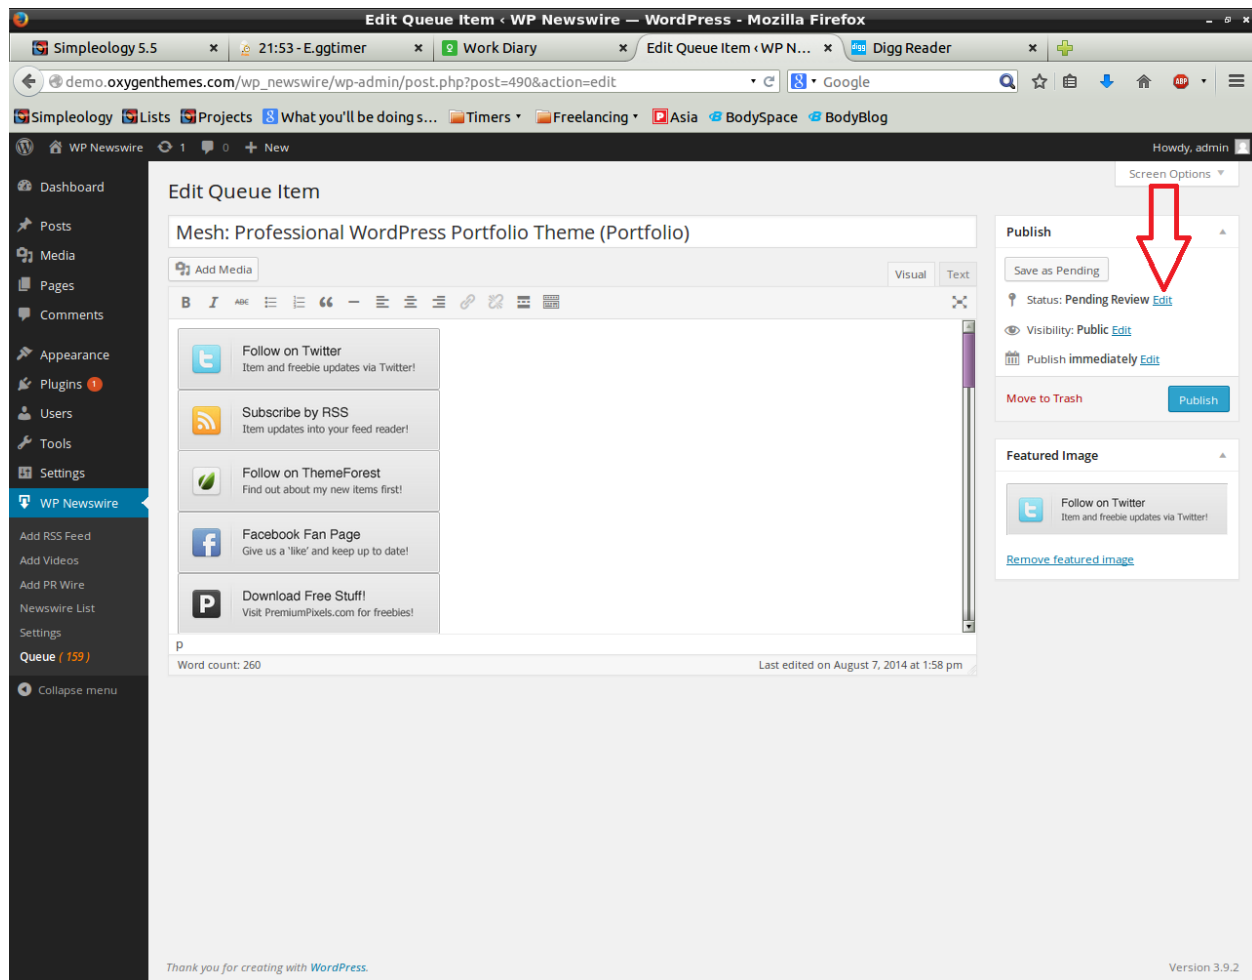 Edit Queue Item ‹ WP Newswire — WordPress - Mozilla Firefox
Simpleology 5.5 × 21:53 - E.ggtimer × Work Diary × Edit Queue Item ‹ WP N... × digg Digg Reader ×
demo.oxygenthemes.com/wp_newswire/wp-admin/post.php?post=490&action=edit 8 Google ABP
Simpleology Lists Projects 8 What you'll be doing s... Timers Freelancing Asia BodySpace BodyBlog
WP Newswire 1 0 + New Howdy, admin
Screen Options
Dashboard
Posts
Media
Pages
Comments
Appearance
Plugins 1
Users
Tools
Settings
WP Newswire
Add RSS Feed
Add Videos
Add PR Wire
Newswire List
Settings
Queue ( 159 )
Collapse menu
Edit Queue Item
Mesh: Professional WordPress Portfolio Theme (Portfolio)
Add Media
Visual Text
B I ABC
Follow on Twitter
Item and freebie updates via Twitter!
Subscribe by RSS
Item updates into your feed reader!
Follow on ThemeForest
Find out about my new items first!
Facebook Fan Page
Give us a 'like' and keep up to date!
Download Free Stuff!
Visit PremiumPixels.com for freebies!
p
Word count: 260 Last edited on August 7, 2014 at 1:58 pm
Publish
Save as Pending
Status: Pending Review Edit
Visibility: Public Edit
Publish immediately Edit
Move to Trash Publish
Featured Image
Follow on Twitter
Item and freebie updates via Twitter!
Remove featured image
Thank you for creating with WordPress. Version 3.9.2